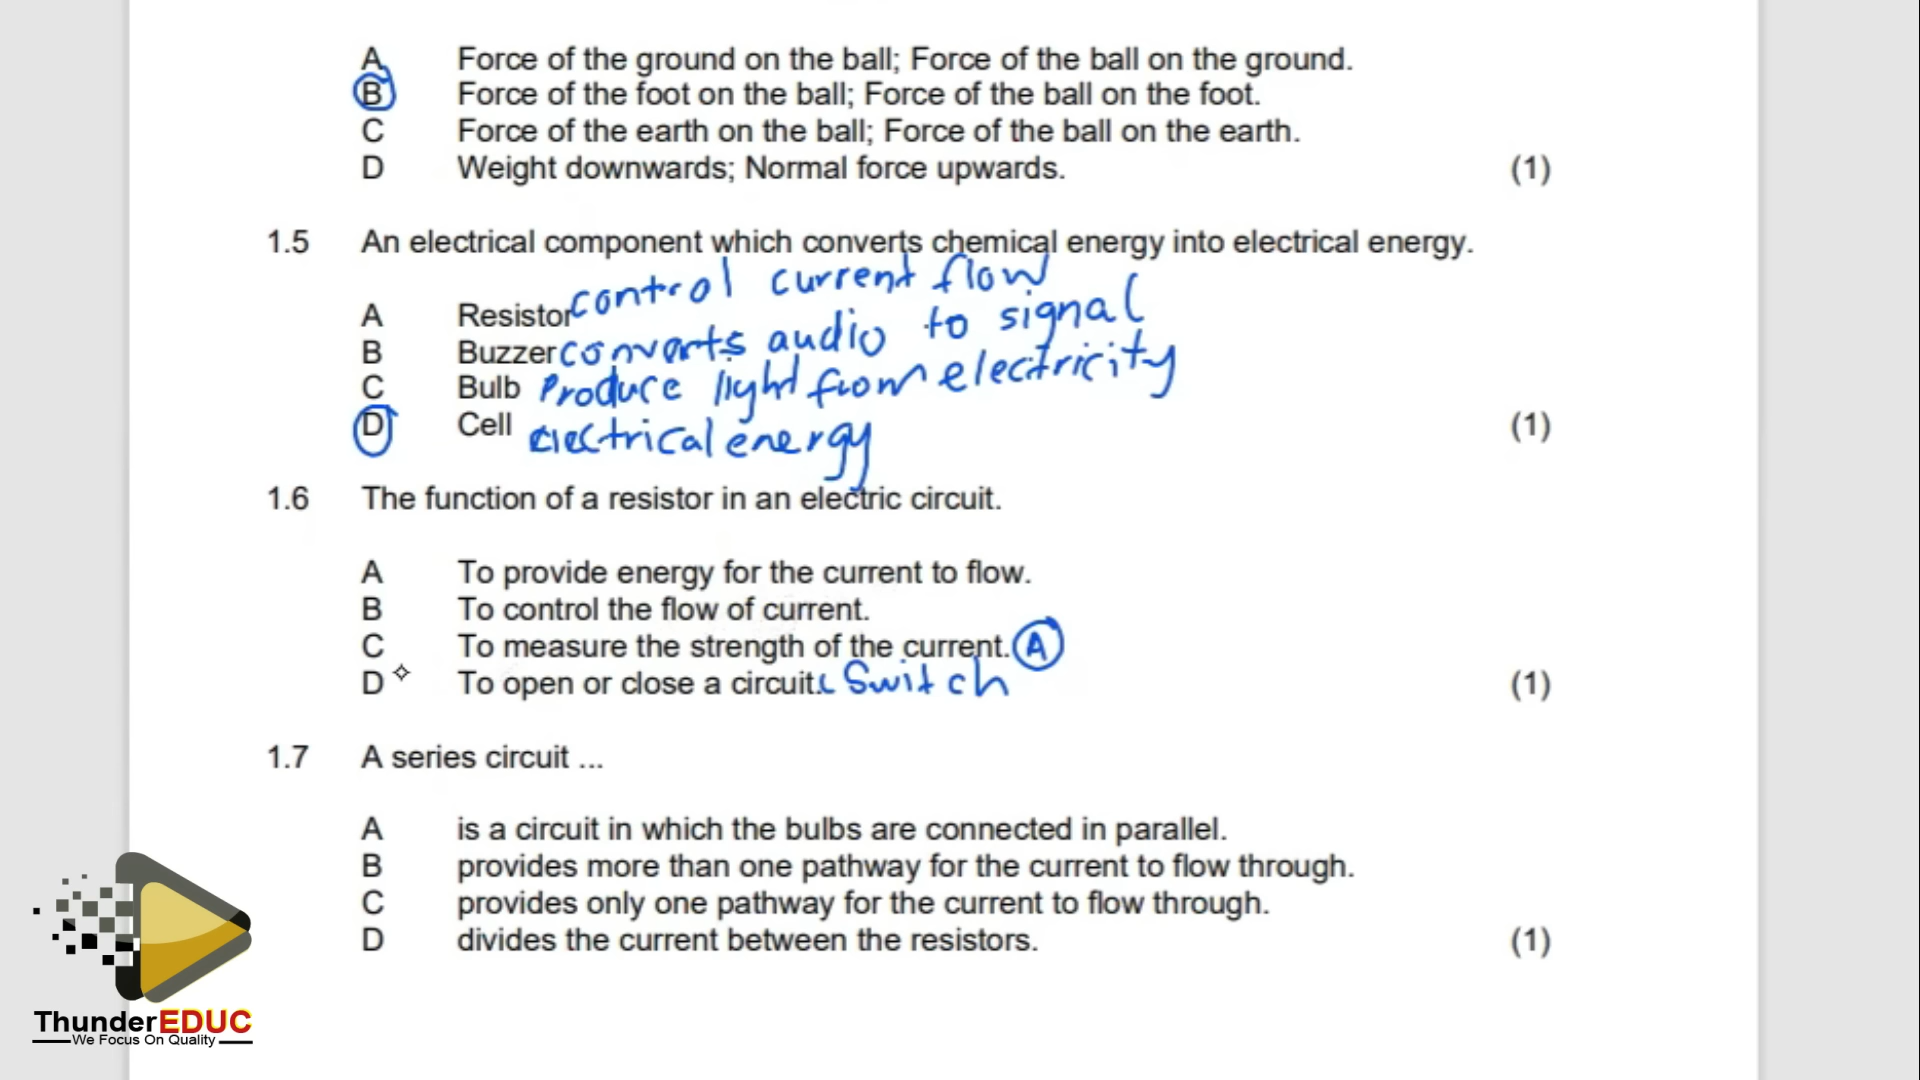 A Force of the ground on the ball; Force of the ball on the ground.
B Force of the foot on the ball; Force of the ball on the foot.
C Force of the earth on the ball; Force of the ball on the earth.
D Weight downwards; Normal force upwards. (1)
1.5 An electrical component which converts chemical energy into electrical energy.
A Resistor control current flow
B Buzzer converts audio to signal
C Bulb Produce light from electricity
D Cell electrical energy (1)
1.6 The function of a resistor in an electric circuit.
A To provide energy for the current to flow.
B To control the flow of current.
C To measure the strength of the current. A
D To open or close a circuit. Switch (1)
1.7 A series circuit ...
A is a circuit in which the bulbs are connected in parallel.
B provides more than one pathway for the current to flow through.
C provides only one pathway for the current to flow through.
D divides the current between the resistors. (1)
ThunderEDUC
We Focus On Quality